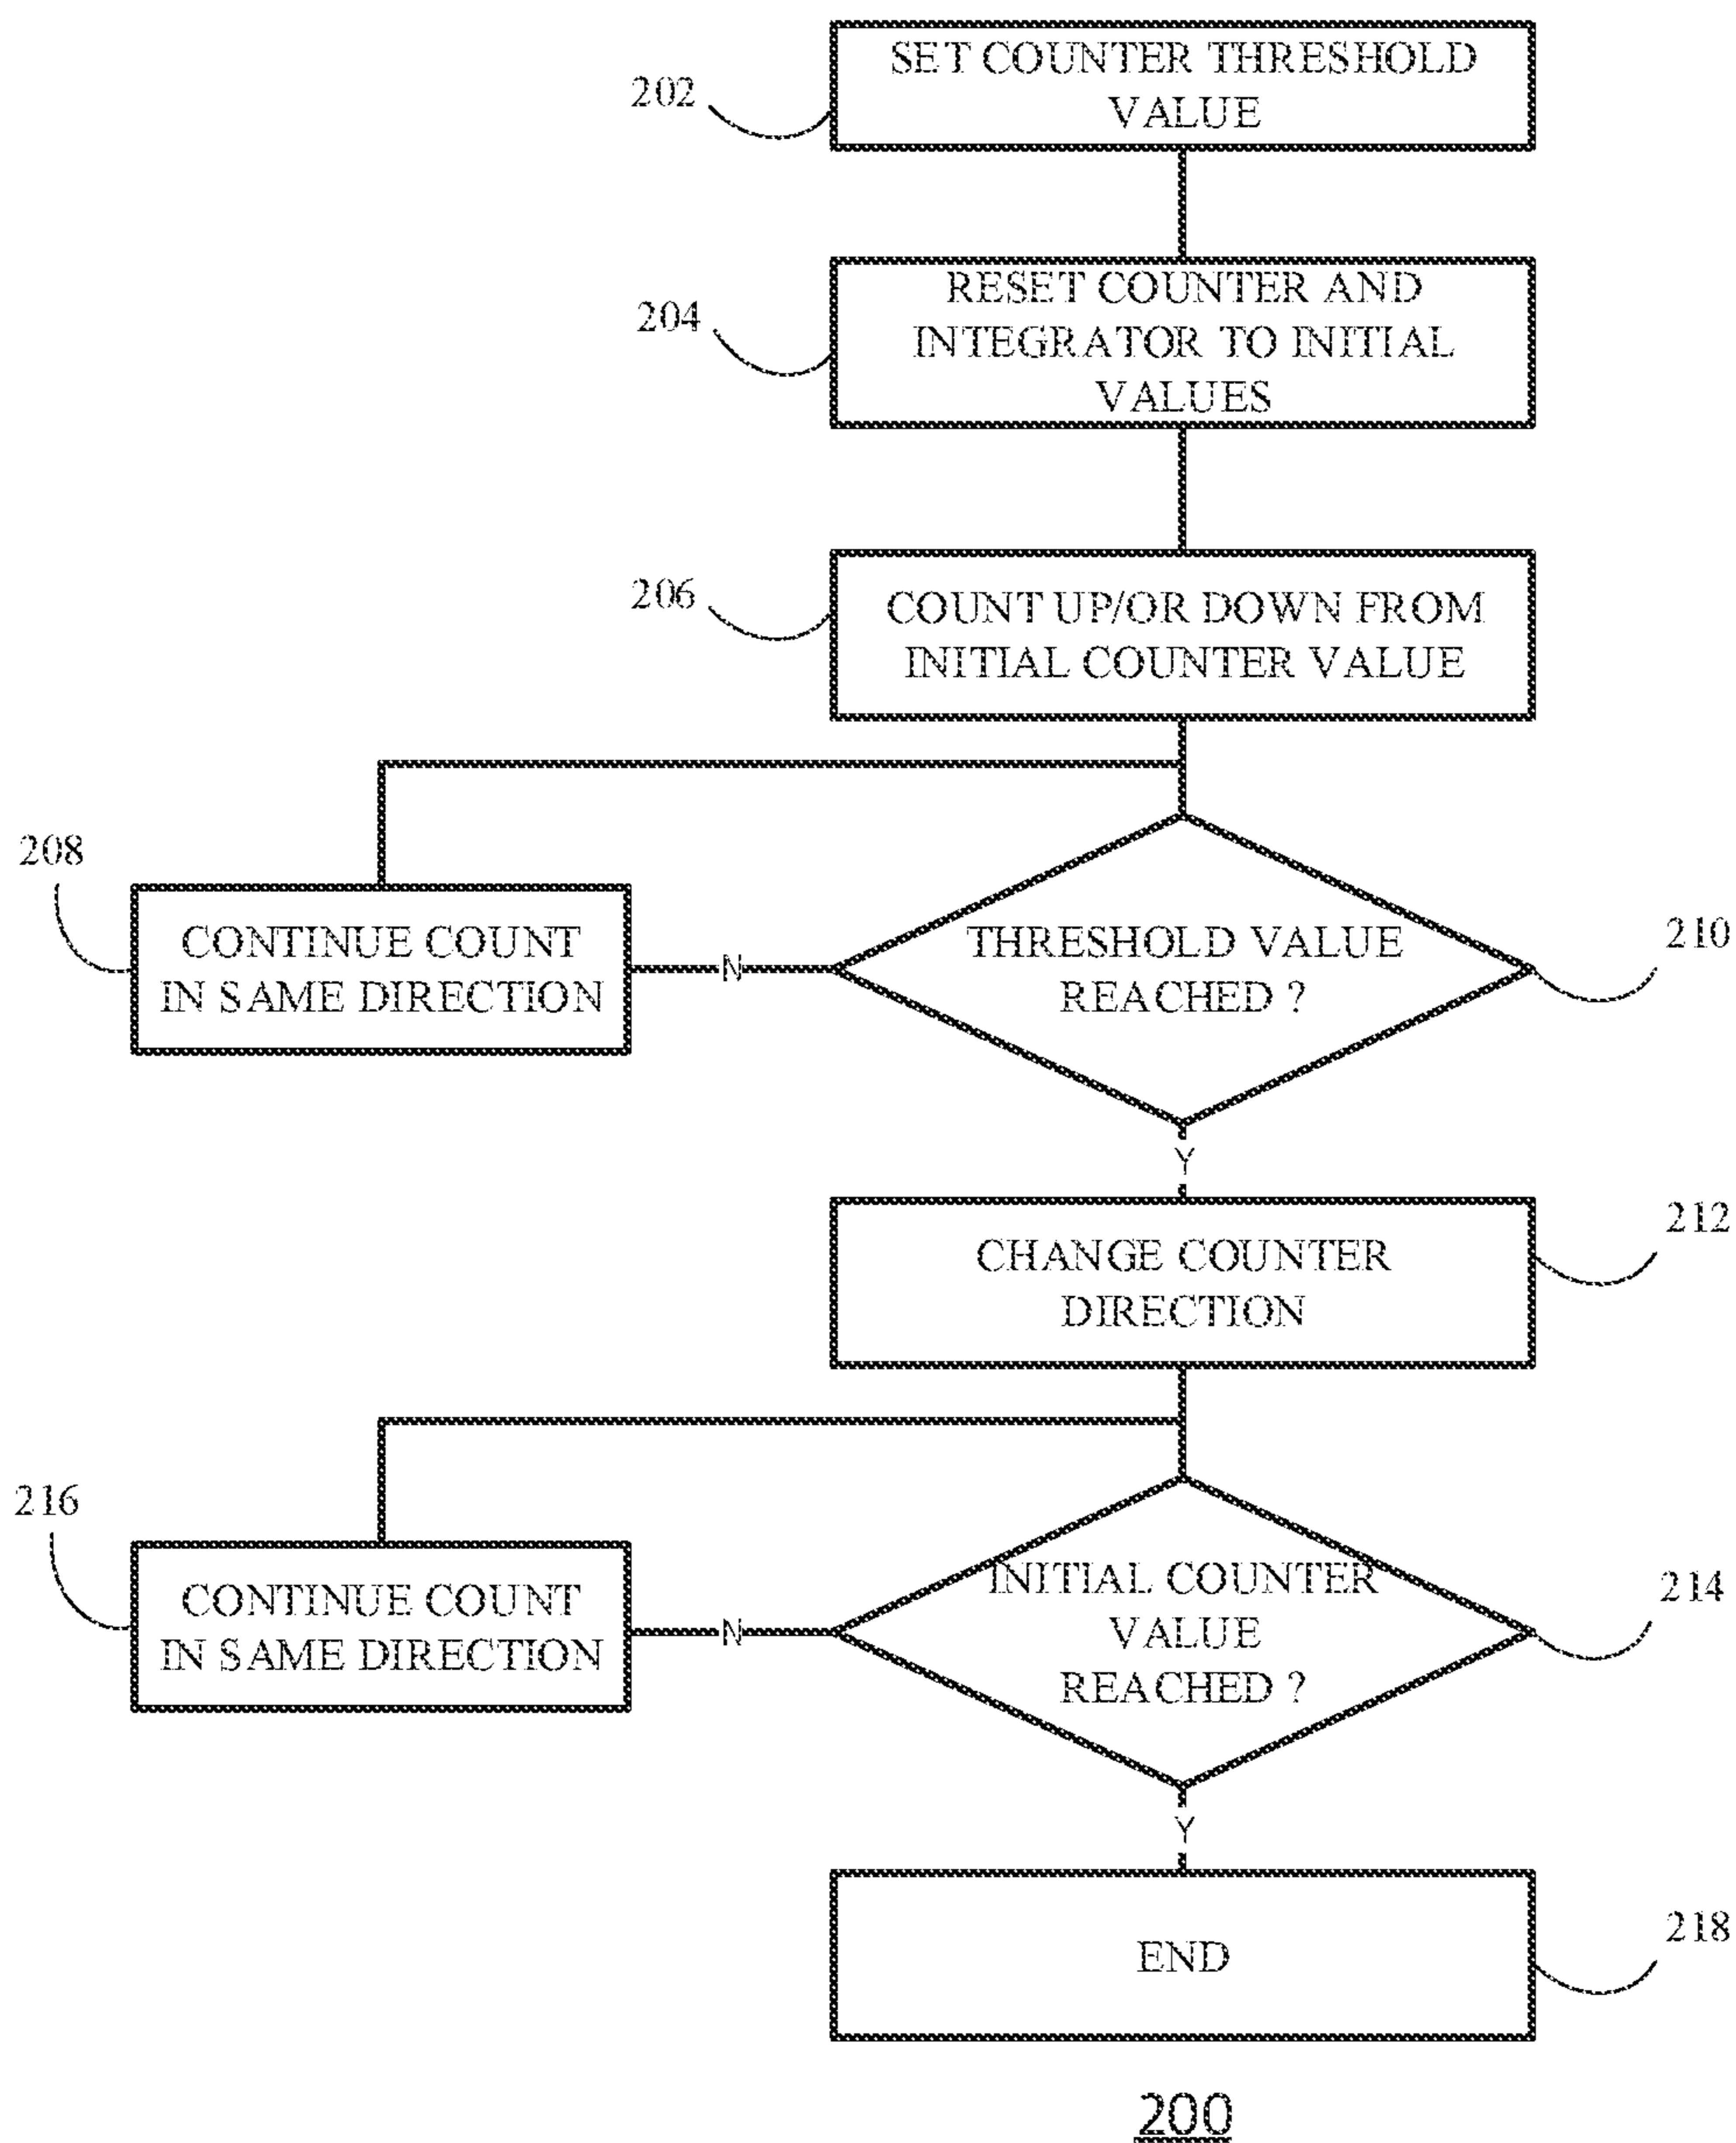 SET COUNTER THRESHOLD
VALUE
202
RESET COUNTER AND
INTEGRATOR TO INITIAL
VALUES
204
COUNT UP/OR DOWN FROM
INITIAL COUNTER VALUE
206
208
CONTINUE COUNT
IN SAME DIRECTION
N
THRESHOLD VALUE
REACHED ?
210
Y
CHANGE COUNTER
DIRECTION
212
216
CONTINUE COUNT
IN SAME DIRECTION
N
INITIAL COUNTER
VALUE
REACHED ?
214
Y
END
218
200